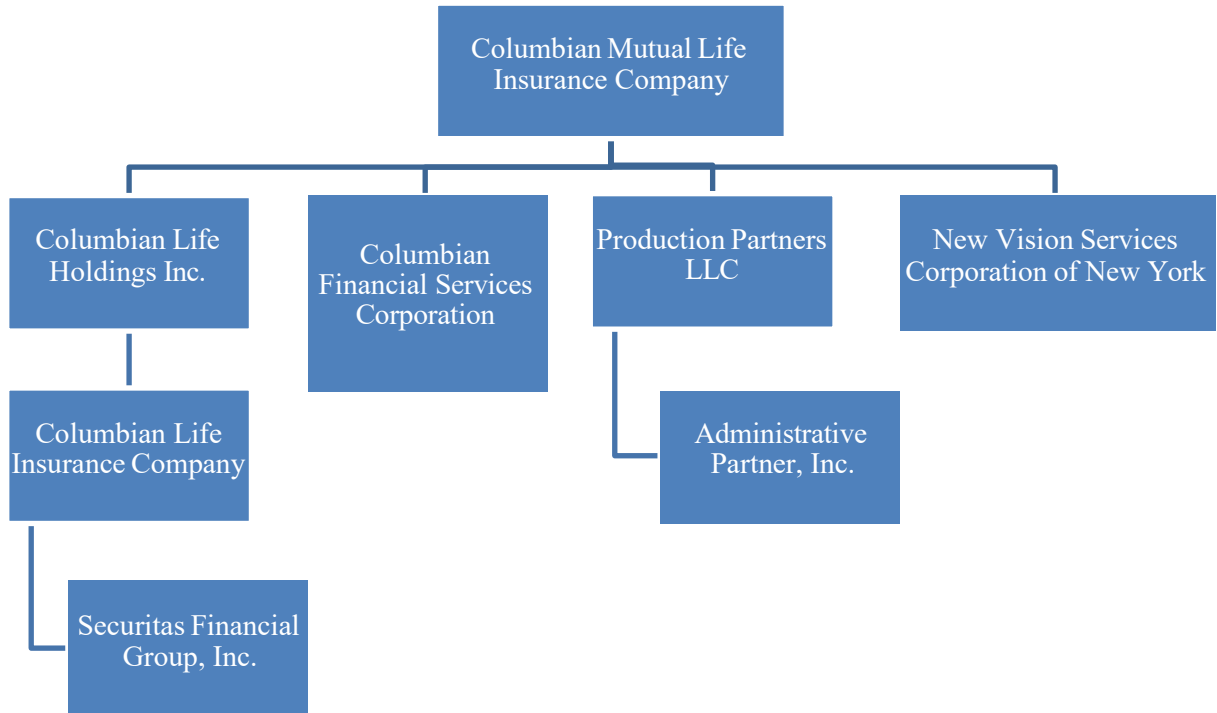 Columbian Mutual Life
Insurance Company
Columbian Life
Holdings Inc.
Columbian
Financial Services
Corporation
Production Partners
LLC
New Vision Services
Corporation of New York
Columbian Life
Insurance Company
Administrative
Partner, Inc.
Securitas Financial
Group, Inc.